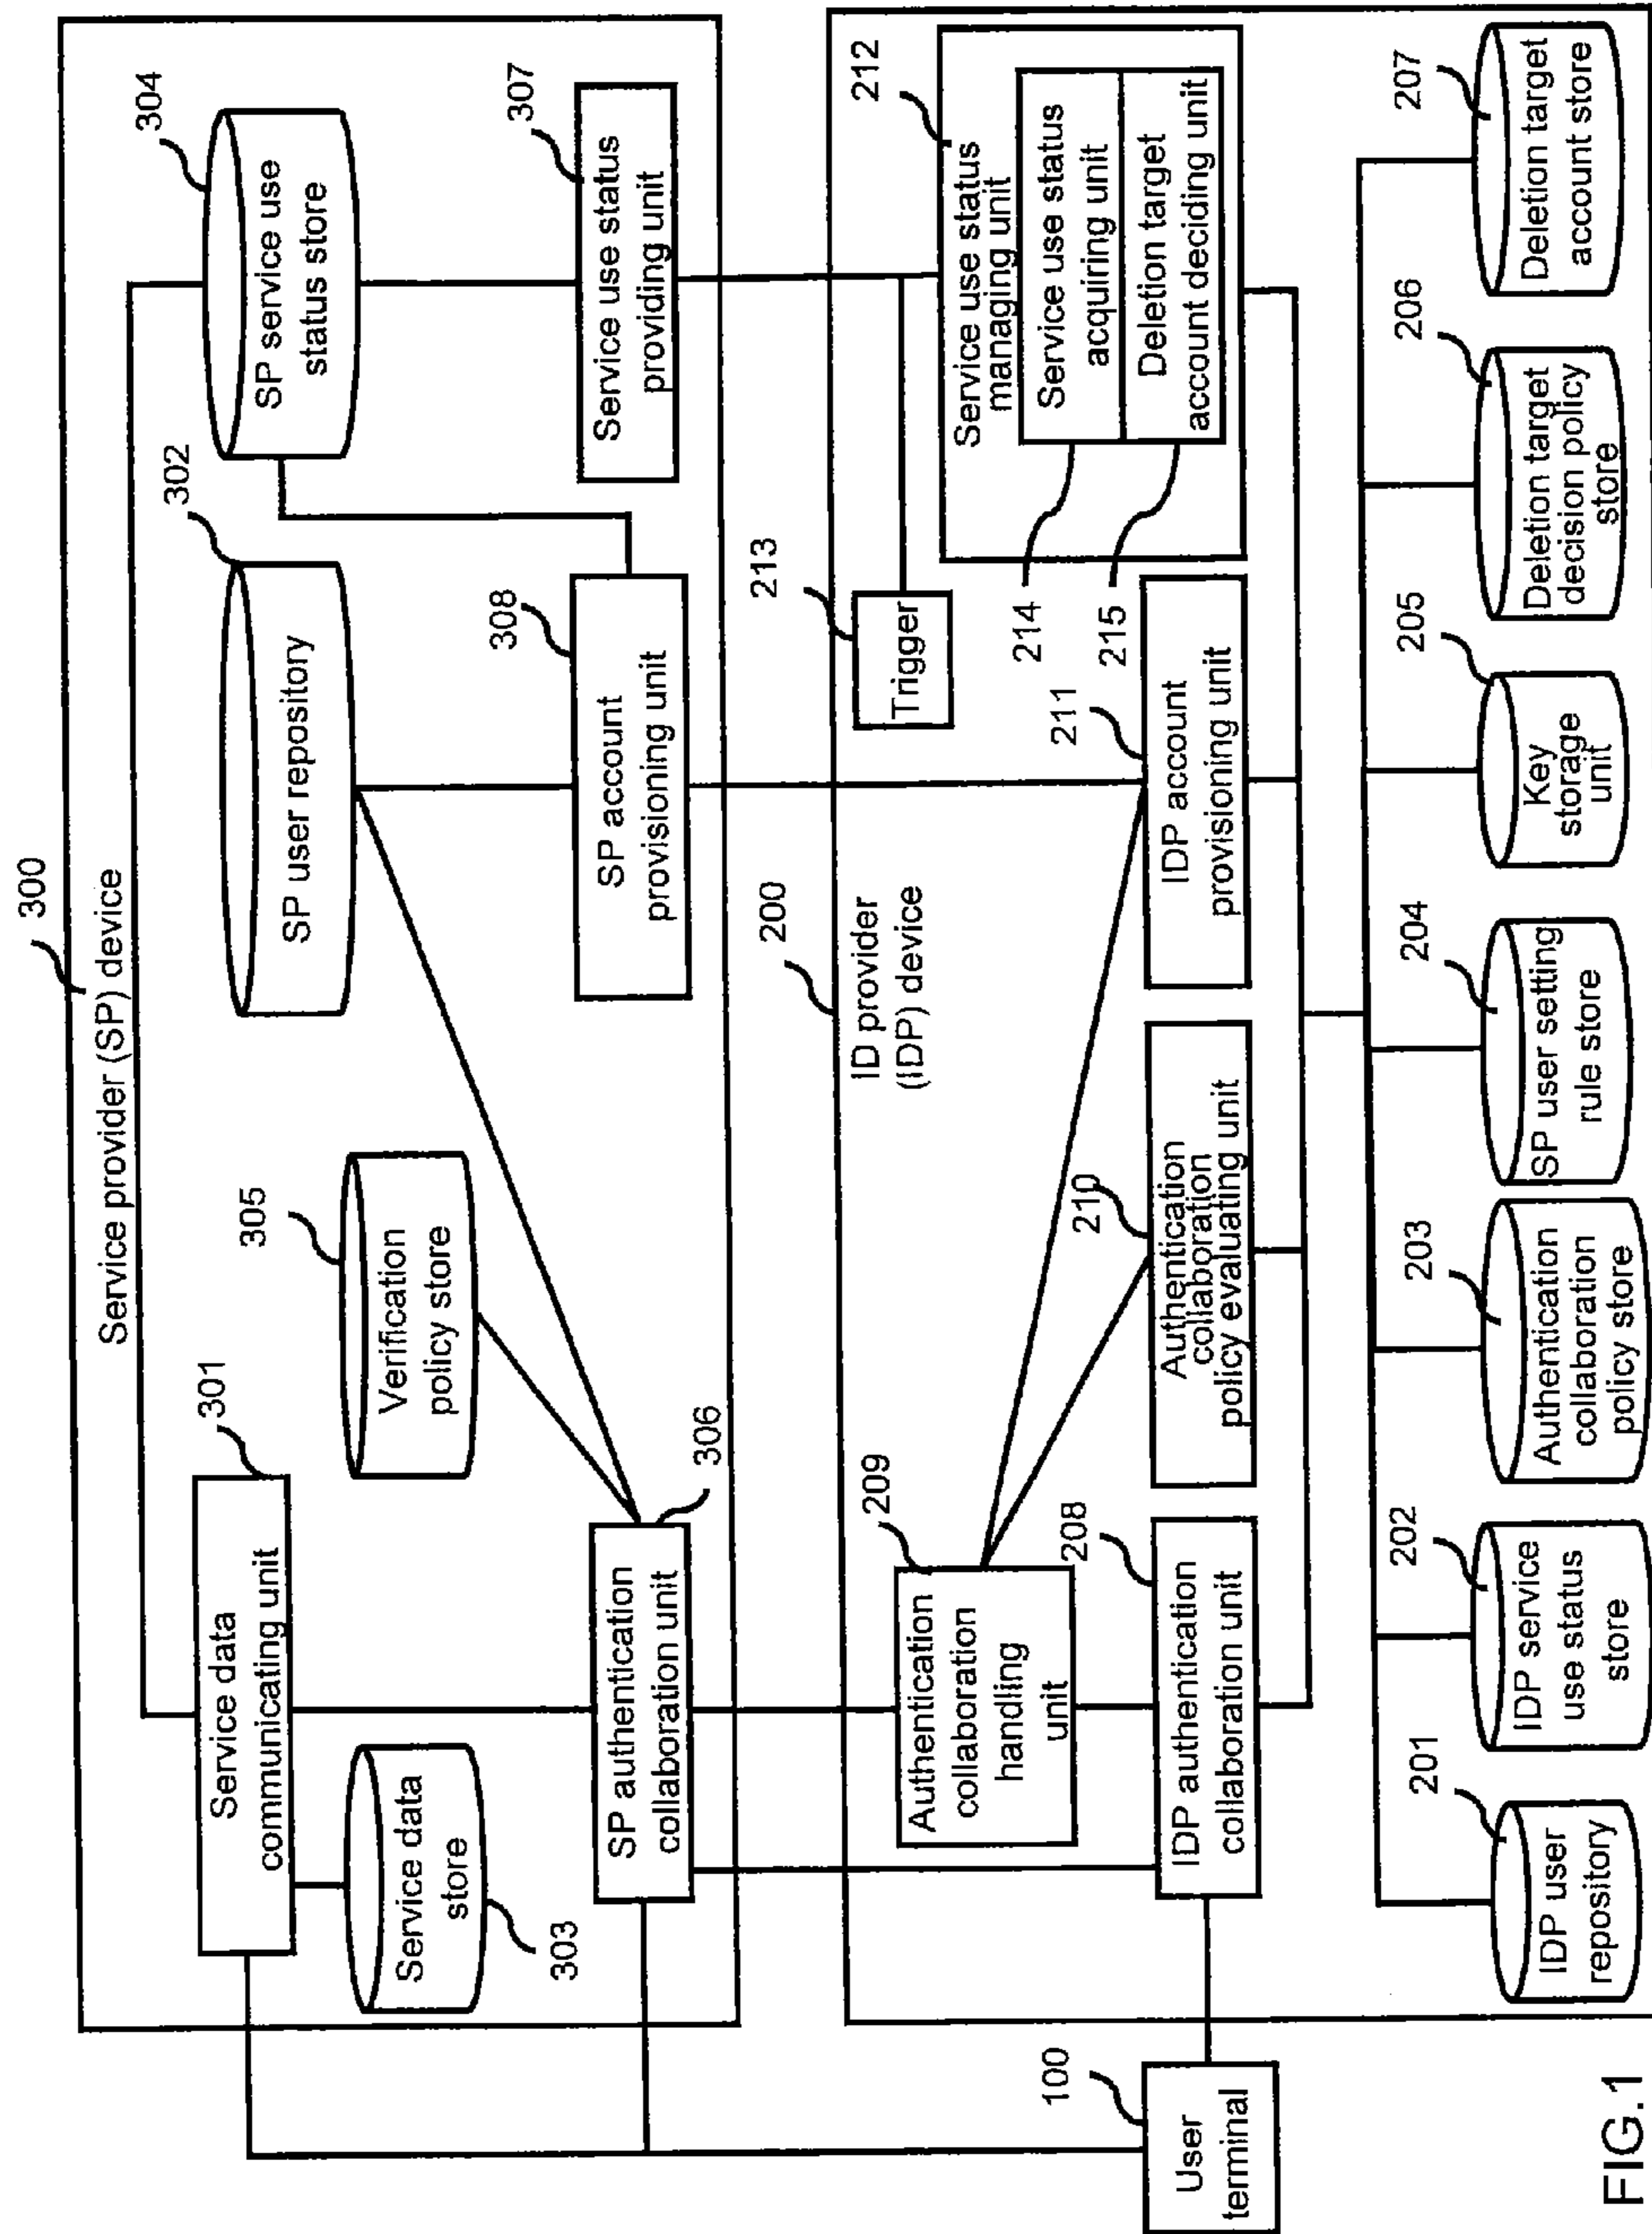 300
Service provider (SP) device
301
Service data
communicating unit
Service data
store
303
305
Verification
policy store
302
SP user repository
304
SP service use
status store
306
SP authentication
collaboration unit
308
SP account
provisioning unit
307
Service use status
providing unit
100
User
terminal
200
ID provider
(IDP) device
209
Authentication
collaboration
handling
unit
208
IDP authentication
collaboration unit
210
Authentication
collaboration
policy evaluating unit
211
IDP account
provisioning unit
213
Trigger
212
Service use status
managing unit
214
Service use status
acquiring unit
215
Deletion target
account deciding unit
201
IDP user
repository
202
IDP service
use status
store
203
Authentication
collaboration
policy store
204
SP user setting
rule store
205
Key
storage
unit
206
Deletion target
decision policy
store
207
Deletion target
account store
FIG.1